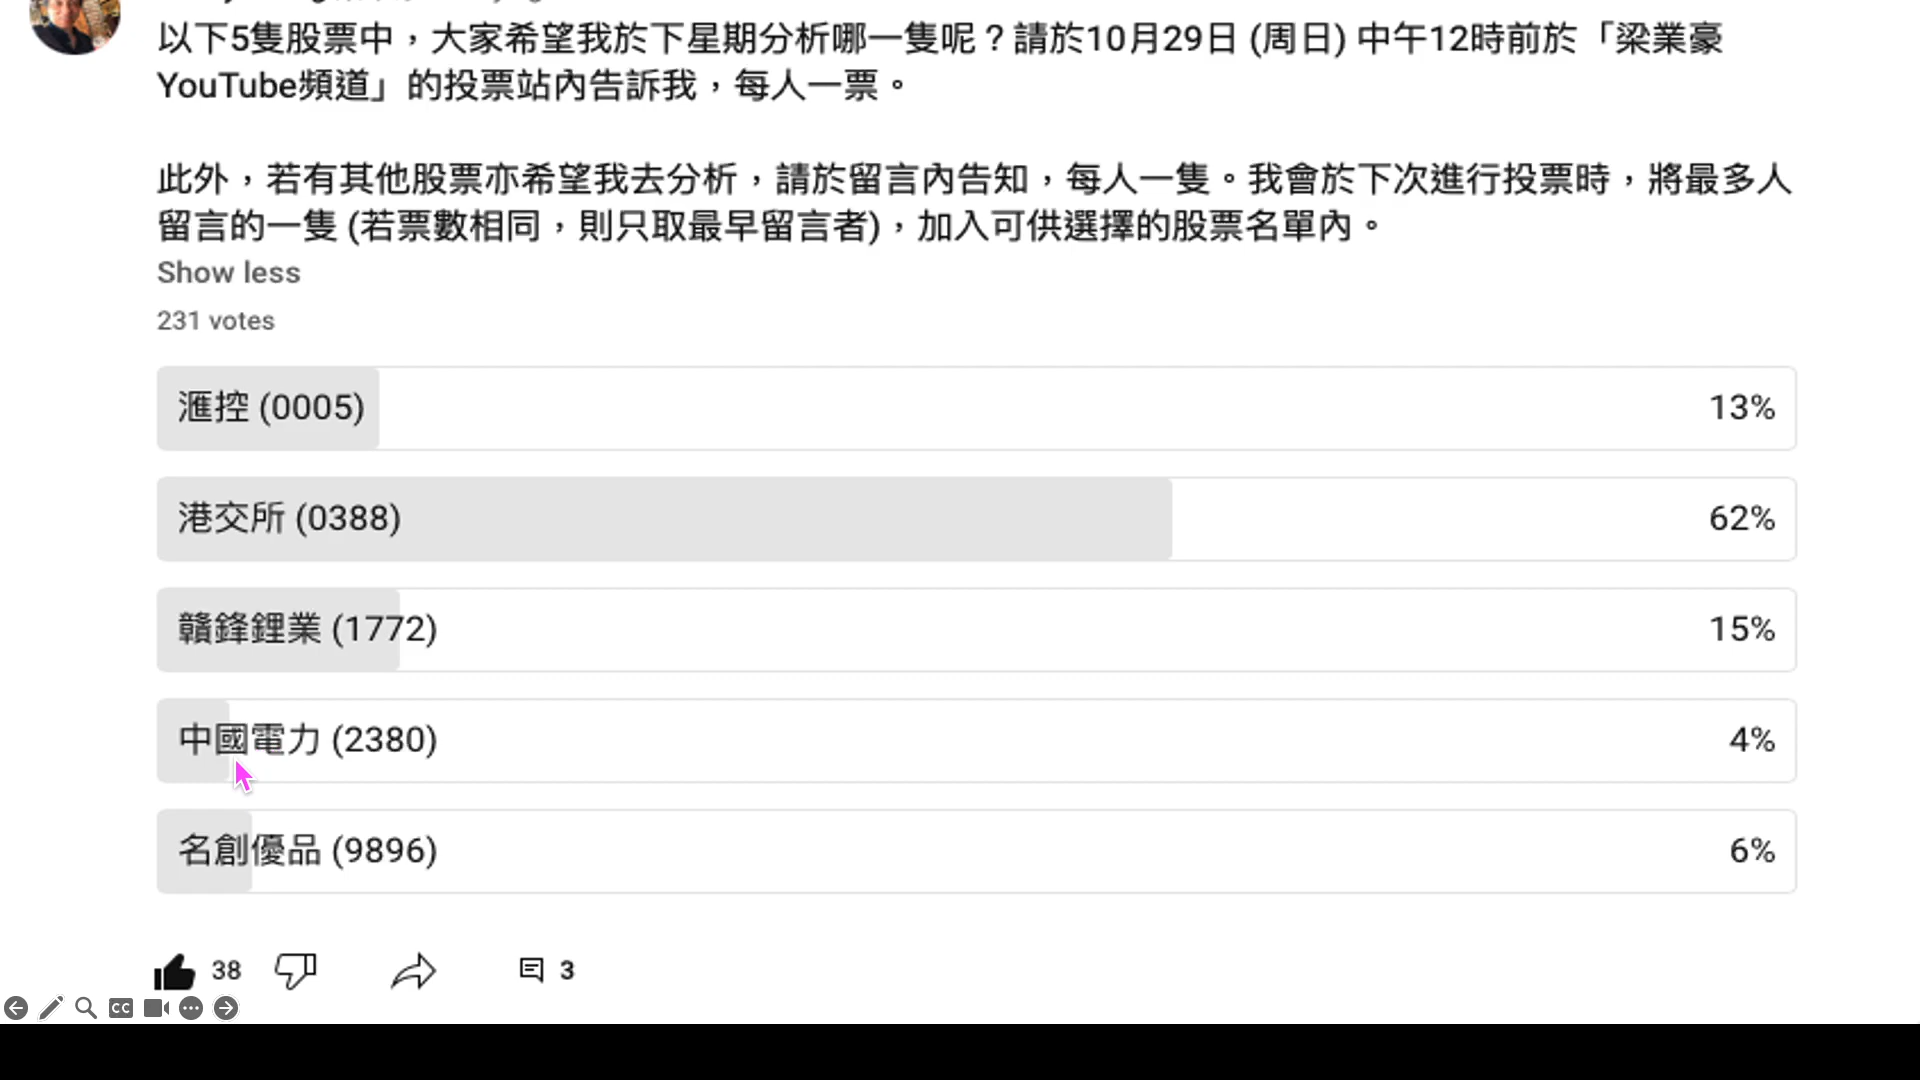 以下5隻股票中，大家希望我於下星期分析哪一隻呢？請於10月29日 (周日) 中午12時前於「梁業豪
YouTube頻道」的投票站內告訴我，每人一票。
此外，若有其他股票亦希望我去分析，請於留言內告知，每人一隻。我會於下次進行投票時，將最多人
留言的一隻 (若票數相同，則只取最早留言者)，加入可供選擇的股票名單內。
Show less
231 votes
滙控 (0005)
13%
港交所 (0388)
62%
贛鋒鋰業 (1772)
15%
中國電力 (2380)
4%
名創優品 (9896)
6%
38
3
CC